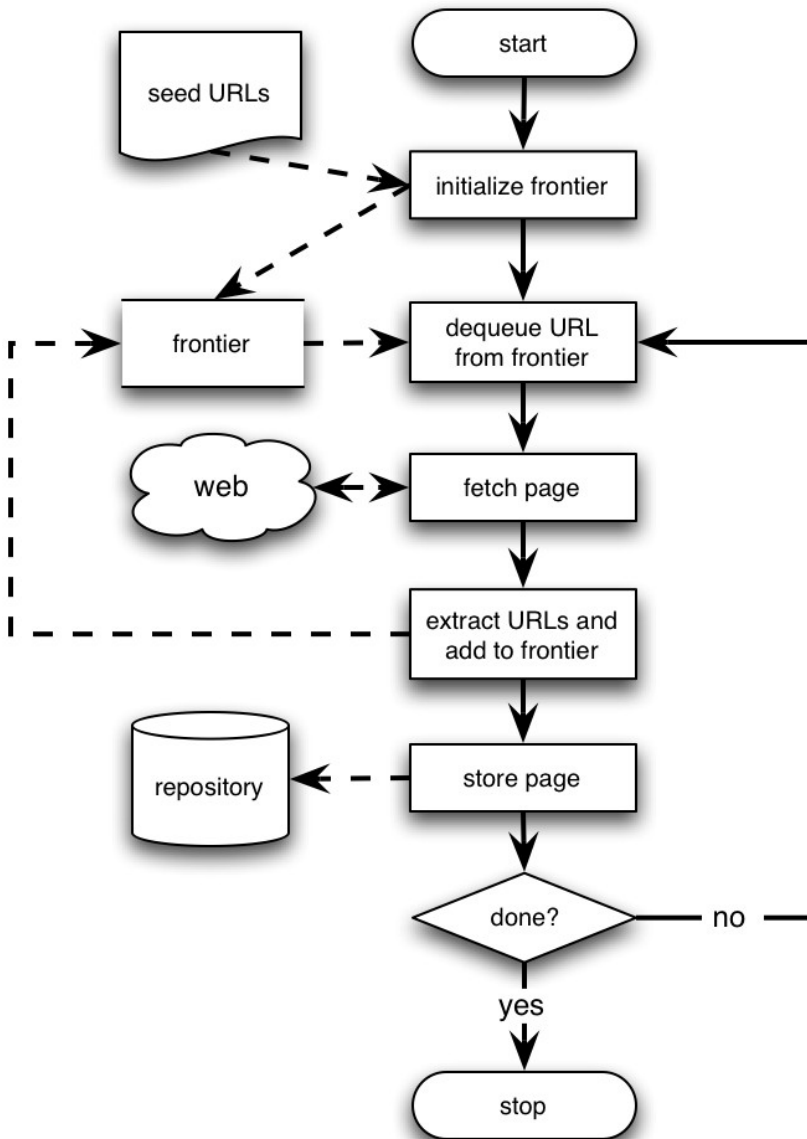 start
seed URLs
initialize frontier
frontier
dequeue URL
from frontier
web
fetch page
extract URLs and
add to frontier
repository
store page
done?
no
yes
stop